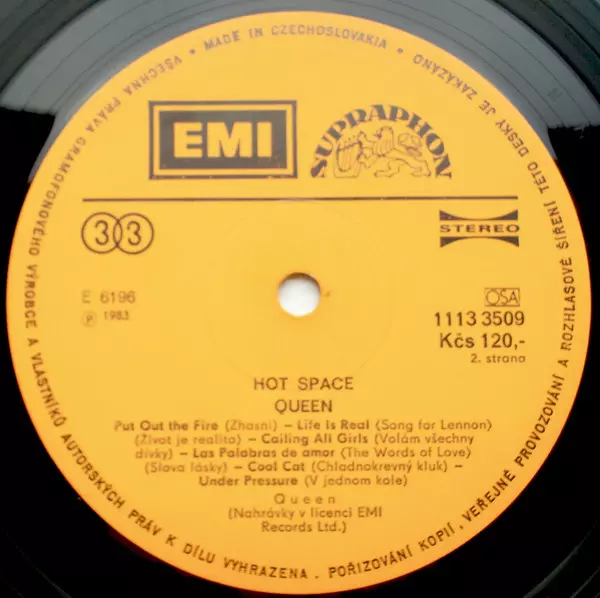 • MADE IN CZECHOSLOVAKIA •
VŠECHNA PRÁVA GRAMOFONOVÉHO VÝROBCE A VLASTNÍKŮ AUTORSKÝCH PRÁV K DÍLU VYHRAZENA. POŘIZOVÁNÍ KOPIÍ, VEŘEJNÉ PROVOZOVÁNÍ A ROZHLASOVÉ ŠÍŘENÍ TÉTO DESKY JE ZAKÁZÁNO
EMI
SUPRAPHON
33
STEREO
E 6196
Ⓟ 1983
OSA
1113 3509
Kčs 120,-
2. strana
HOT SPACE
QUEEN
Put Out the Fire (Zhasni) – Life Is Real (Song for Lennon)
(Život je realita) – Calling All Girls (Volám všechny
dívky) – Las Palabras de amor (The Words of Love)
(Slova lásky) – Cool Cat (Chladnokrevný kluk) –
Under Pressure (V jednom kole)
Queen
(Nahrávky v licenci EMI
Records Ltd.)